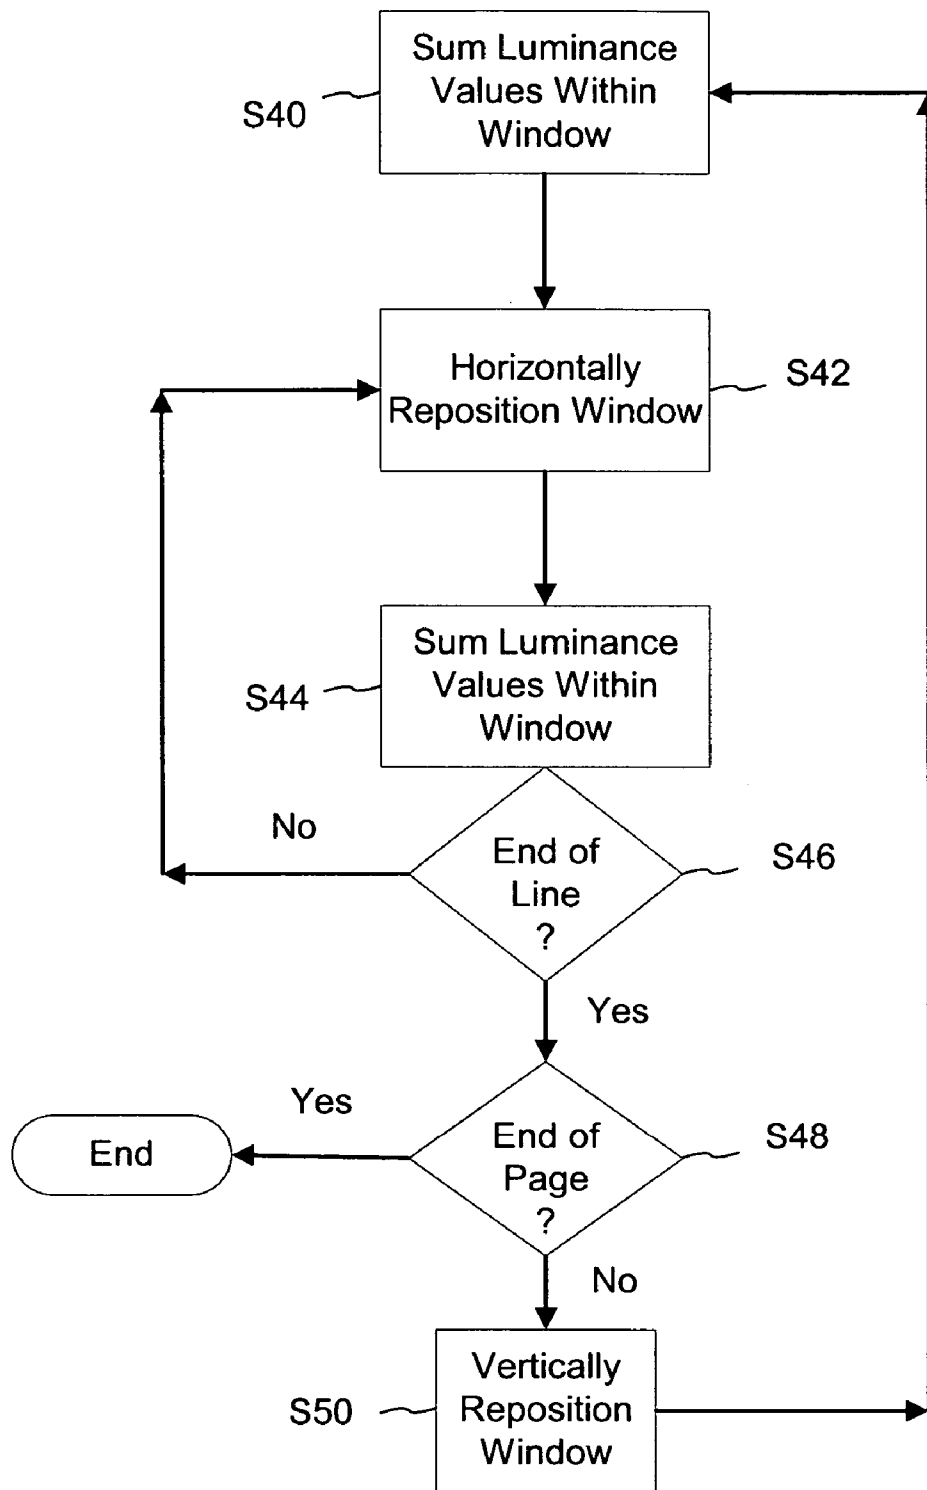 Sum Luminance
Values Within
Window
S40
Horizontally
Reposition Window
S42
Sum Luminance
Values Within
Window
S44
No
End of
Line
?
S46
Yes
Yes
End
End of
Page
?
S48
No
Vertically
Reposition
Window
S50